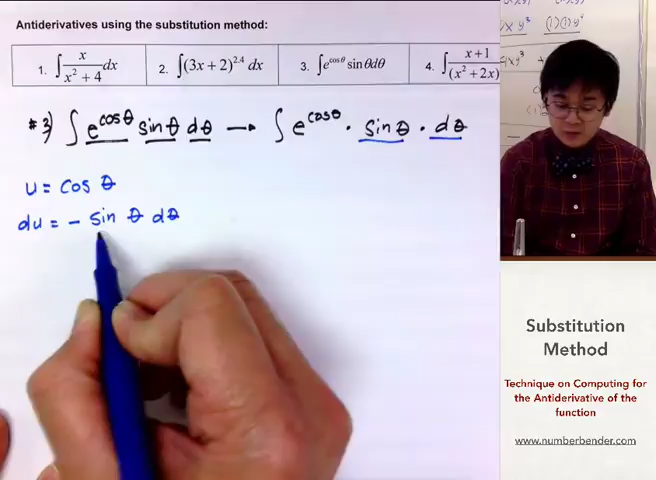 Antiderivatives using the substitution method:
1. ∫ x/(x² + 4) dx 2. ∫(3x + 2)^2.4 dx 3. ∫e^cosθ sinθdθ 4. ∫ (x + 1)/(x² + 2x)
#3) ∫ e^cosθ sinθ dθ → ∫ e^cosθ · sinθ · dθ
u = cos θ
du = - sin θ dθ
Substitution
Method
Technique on Computing for
the Antiderivative of the
function
www.numberbender.com